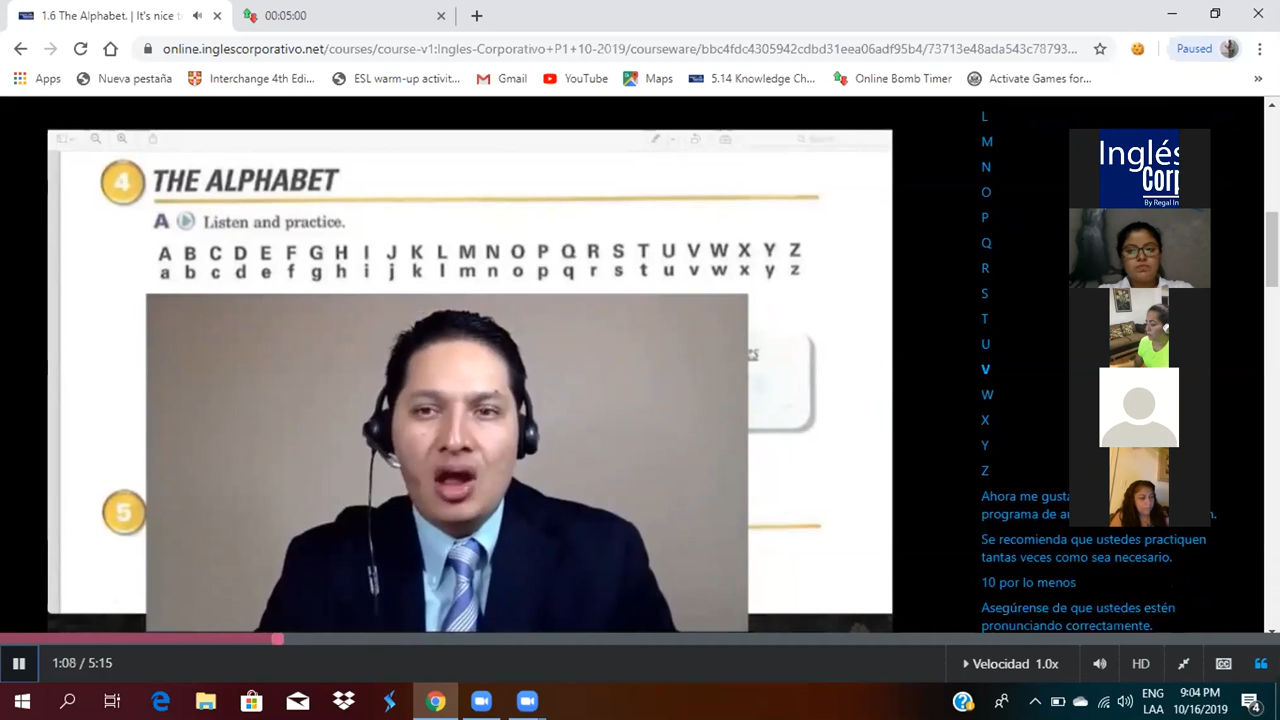 1.6 The Alphabet. | It's nice to
00:05:00
online.inglescorporativo.net/courses/course-v1:Ingles-Corporativo+P1+10-2019/courseware/bbc4fdc4305942cdbd31eea06adf95b4/73713e48ada543c78793...
Paused
Apps
Nueva pestaña
Interchange 4th Edi...
ESL warm-up activit...
Gmail
YouTube
Maps
5.14 Knowledge Ch...
Online Bomb Timer
Activate Games for...
»
4 THE ALPHABET
A Listen and practice.
A B C D E F G H I J K L M N O P Q R S T U V W X Y Z
a b c d e f g h i j k l m n o p q r s t u v w x y z
5
L
M
N
O
P
Q
R
S
T
U
V
W
X
Y
Z
Ahora me gusta
programa de
n.
Se recomienda que ustedes practiquen
tantas veces como sea necesario.
10 por lo menos
Asegúrense de que ustedes estén
pronunciando correctamente.
Inglés
Corp
By Regal In
1:08 / 5:15
Velocidad 1.0x
HD
ENG
LAA
9:04 PM
10/16/2019
4